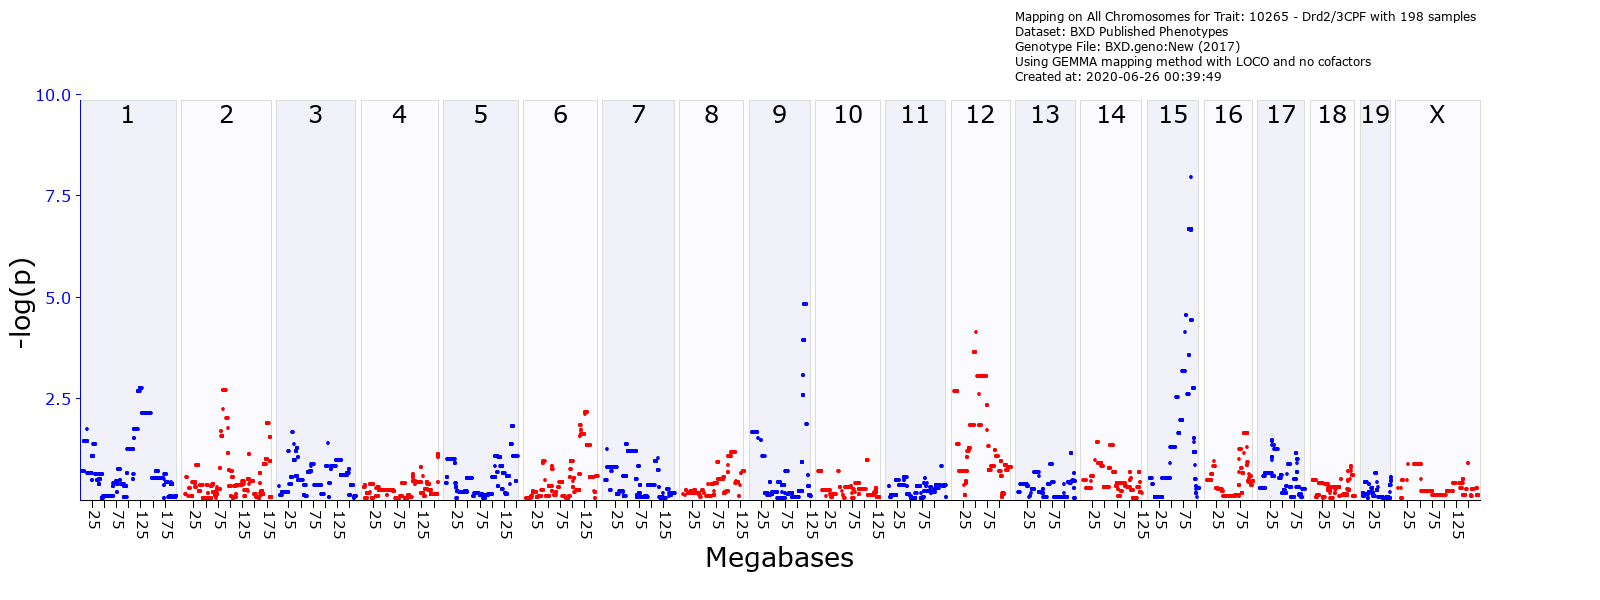 Mapping on All Chromosomes for Trait: 10265 - Drd2/3CPF with 198 samples
Dataset: BXD Published Phenotypes
Genotype File: BXD.geno:New (2017)
Using GEMMA mapping method with LOCO and no cofactors
Created at: 2020-06-26 00:39:49
10.0
1 2 3 4 5 6 7 8 9 10 11 12 13 14 15 16 17 18 19 X
7.5
5.0
-log(p)
2.5
25 75 125 175 25 75 125 175 25 75 125 25 75 125 25 75 125 25 75 125 25 75 125 25 75 125 25 75 125 25 75 125 25 75 25 75 25 75 25 75 125 25 75 25 75 25 75 25 75 25 25 75 125
Megabases